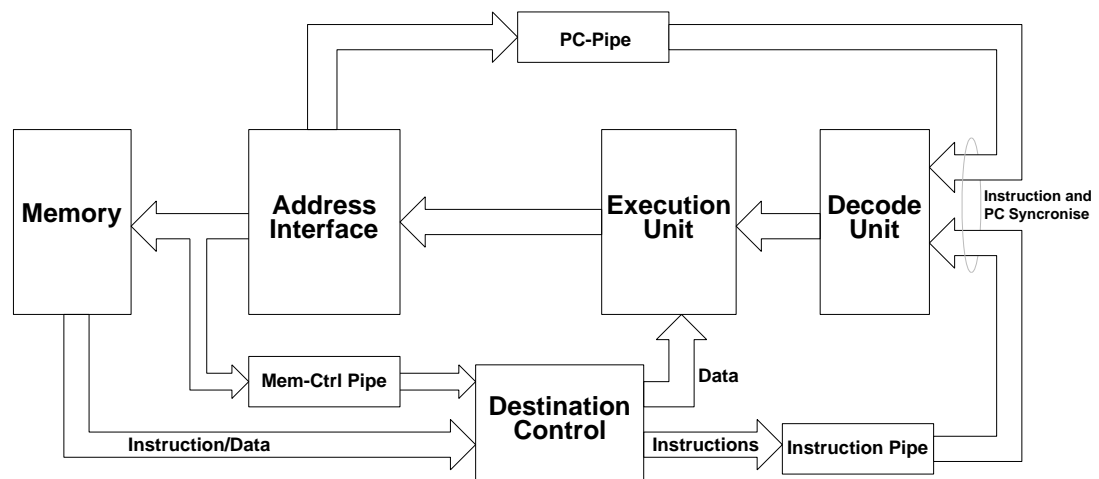 PC-Pipe
Memory
Address
Interface
Execution
Unit
Decode
Unit
Instruction and
PC Syncronise
Mem-Ctrl Pipe
Data
Destination
Control
Instruction/Data
Instructions
Instruction Pipe